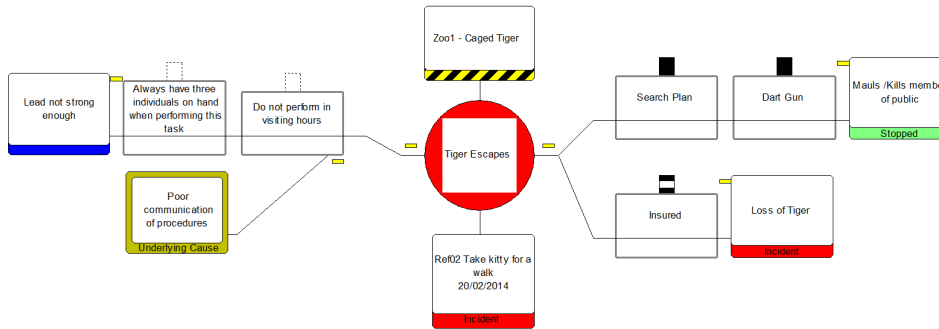 Zoo1 - Caged Tiger
Lead not strong
enough
Always have three
individuals on hand
when performing this
task
Do not perform in
visiting hours
Poor
communication
of procedures
Underlying Cause
Tiger Escapes
Ref02 Take kitty for a
walk
20/02/2014
Incident
Search Plan
Dart Gun
Mauls /Kills membe
of public
Stopped
Insured
Loss of Tiger
Incident